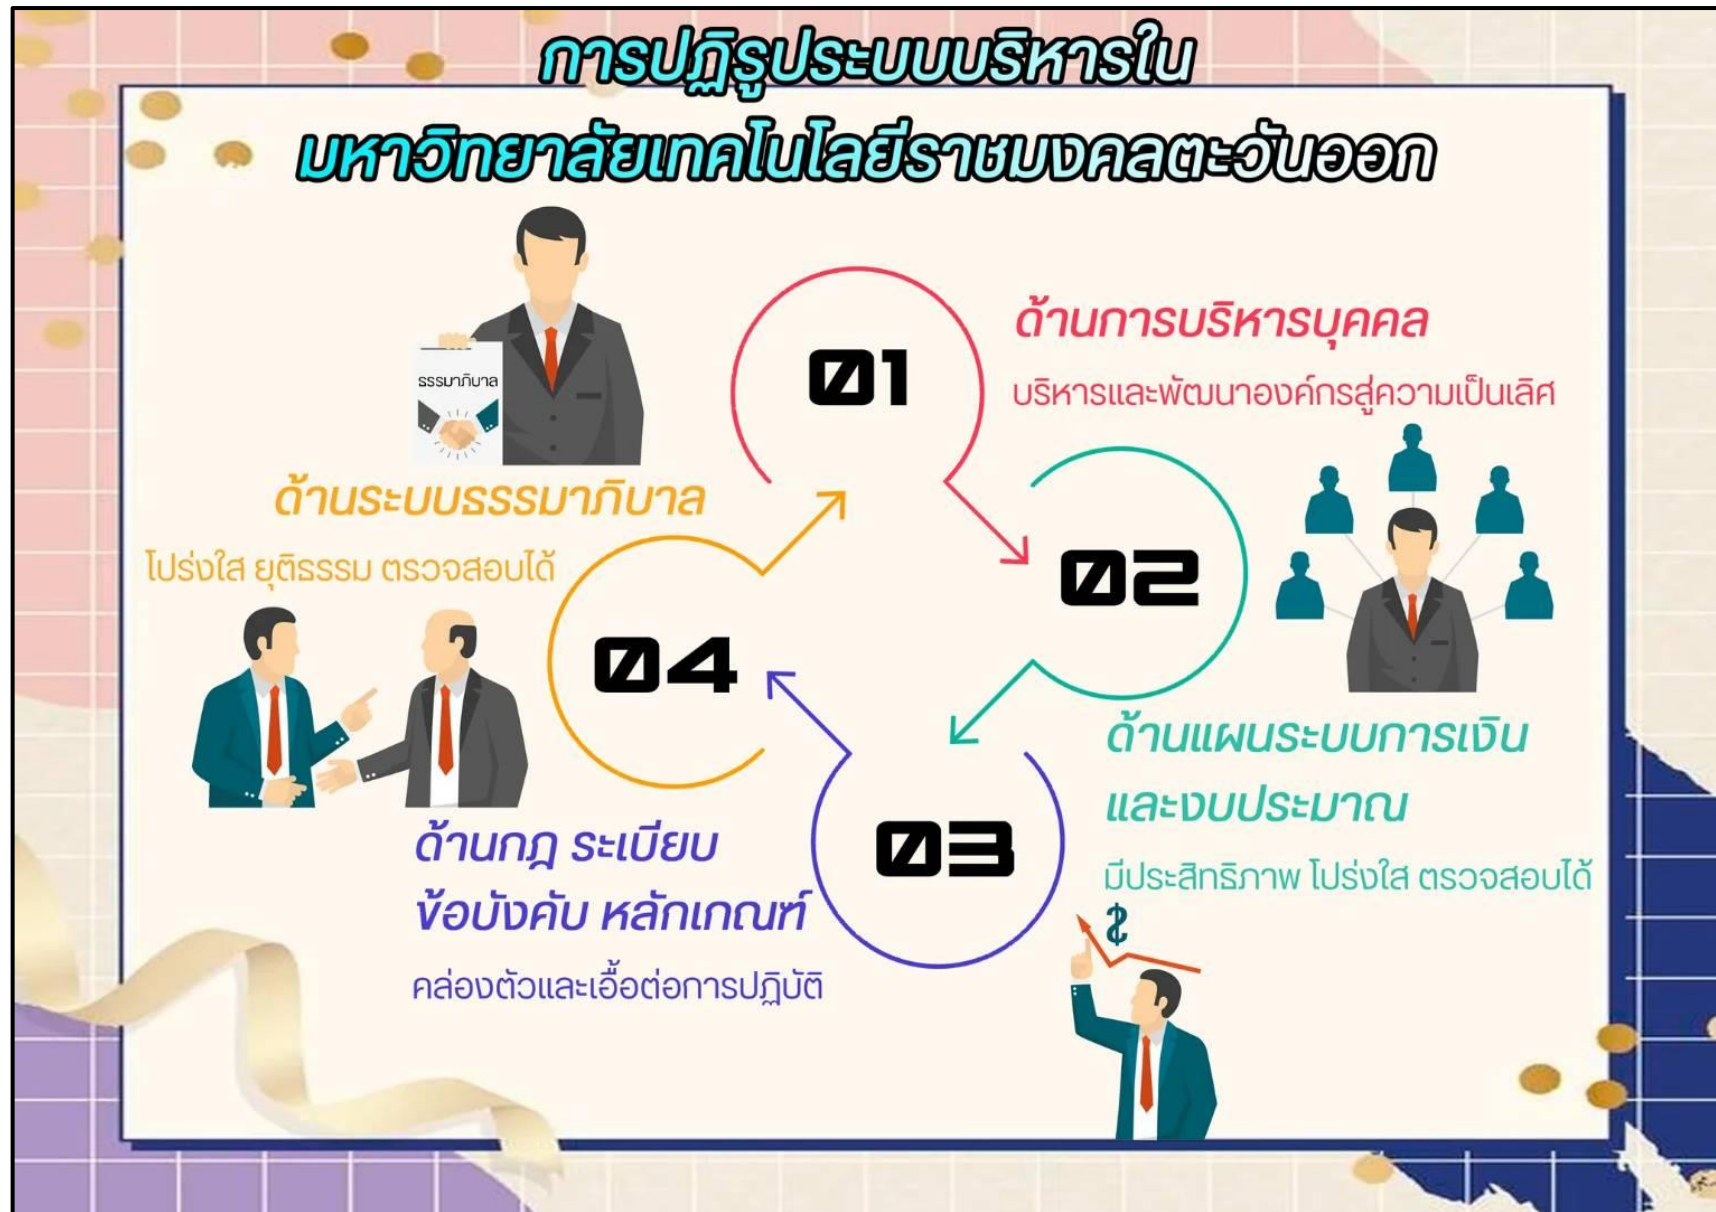 การปฏิรูประบบบริหารใน
มหาวิทยาลัยเทคโนโลยีราชมงคลตะวันออก
01
ด้านการบริหารบุคคล
บริหารและพัฒนาองค์กรสู่ความเป็นเลิศ
02
ด้านแผนระบบการเงิน
และงบประมาณ
มีประสิทธิภาพ โปร่งใส ตรวจสอบได้
$
03
ด้านกฎ ระเบียบ
ข้อบังคับ หลักเกณฑ์
คล่องตัวและเอื้อต่อการปฏิบัติ
04
ด้านระบบธรรมาภิบาล
โปร่งใส ยุติธรรม ตรวจสอบได้
ธรรมาภิบาล